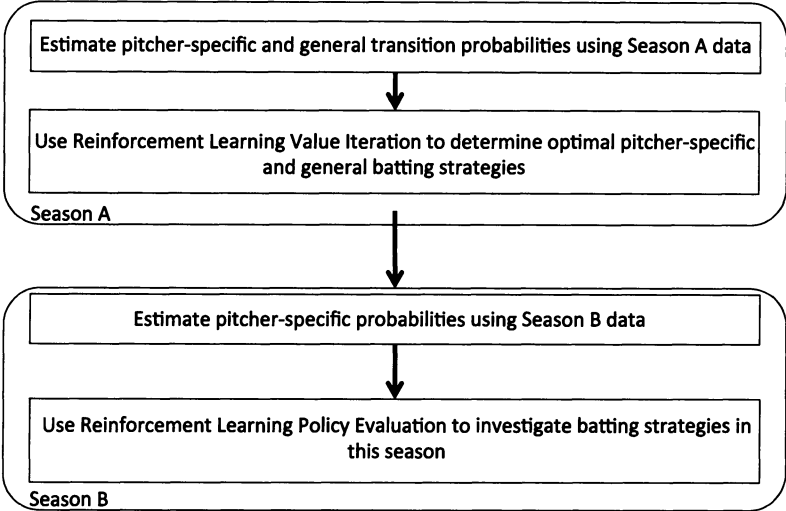 Estimate pitcher-specific and general transition probabilities using Season A data
Use Reinforcement Learning Value Iteration to determine optimal pitcher-specific
and general batting strategies
Season A
Estimate pitcher-specific probabilities using Season B data
Use Reinforcement Learning Policy Evaluation to investigate batting strategies in
this season
Season B